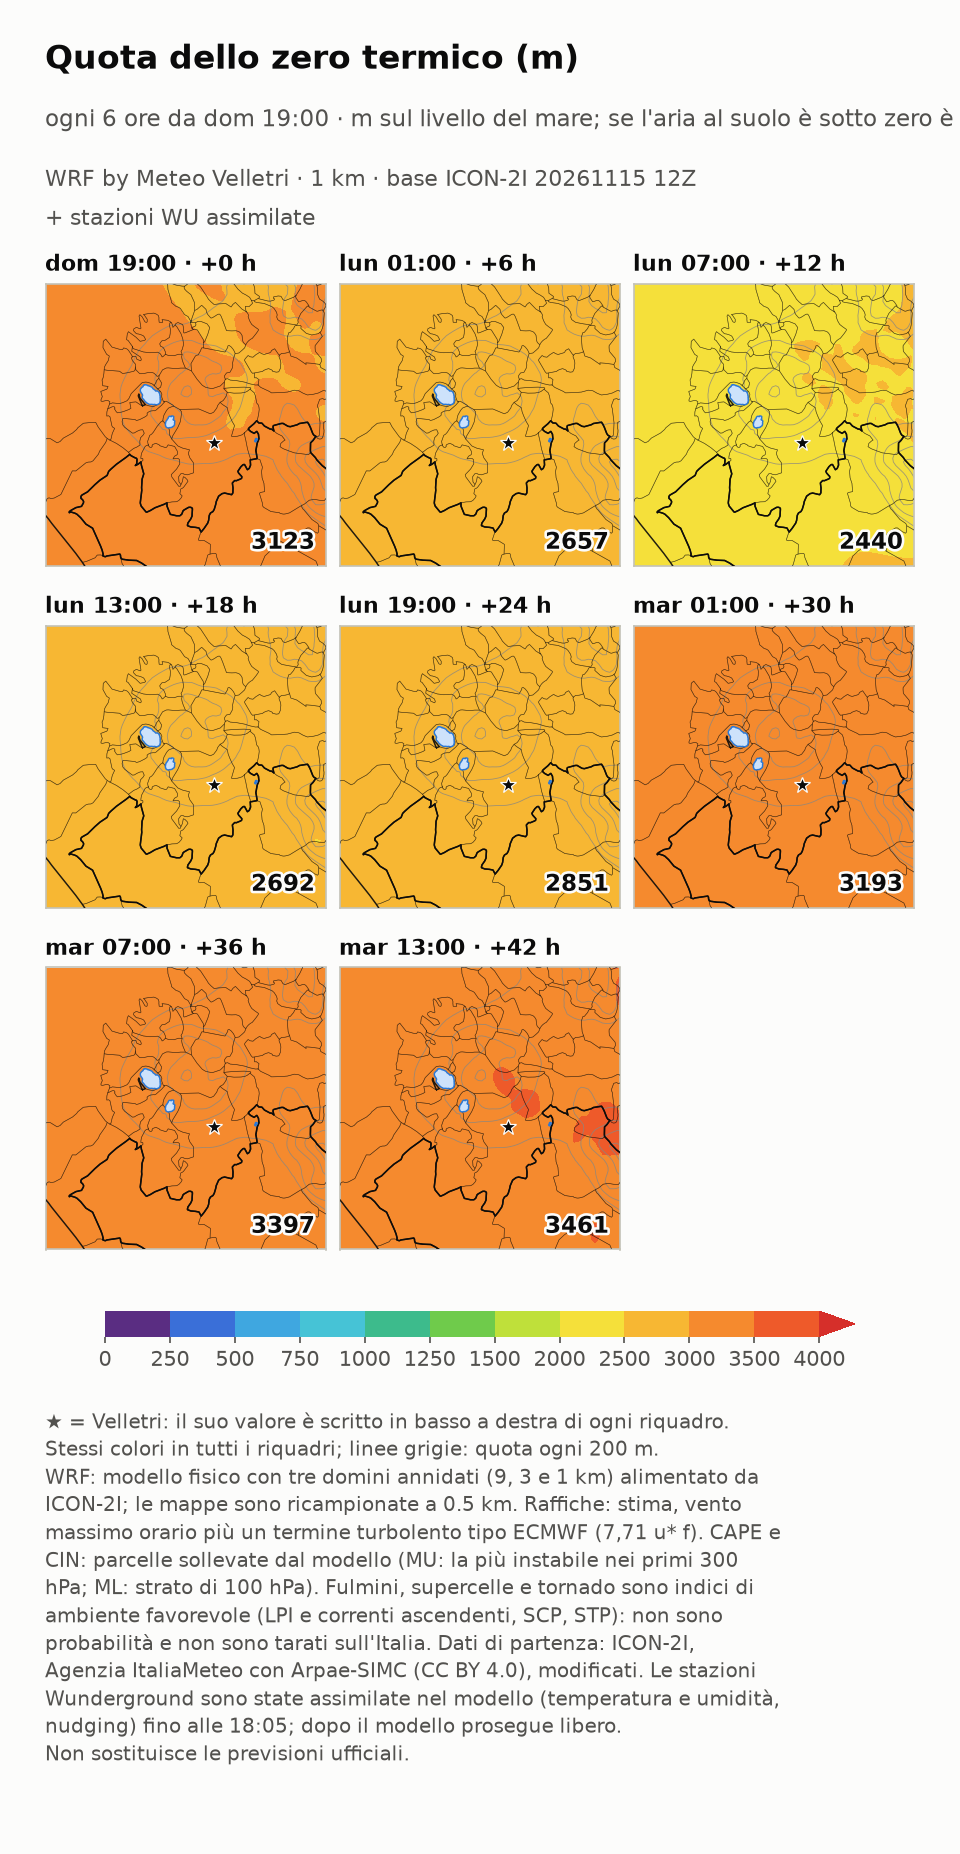 Quota dello zero termico (m)
ogni 6 ore da dom 19:00 · m sul livello del mare; se l'aria al suolo è sotto zero è
WRF by Meteo Velletri · 1 km · base ICON-2I 20261115 12Z
+ stazioni WU assimilate
dom 19:00 · +0 h
lun 01:00 · +6 h
lun 07:00 · +12 h
3123
2657
2440
lun 13:00 · +18 h
lun 19:00 · +24 h
mar 01:00 · +30 h
2692
2851
3193
mar 07:00 · +36 h
mar 13:00 · +42 h
3397
3461
0 250 500 750 1000 1250 1500 2000 2500 3000 3500 4000
★ = Velletri: il suo valore è scritto in basso a destra di ogni riquadro.
Stessi colori in tutti i riquadri; linee grigie: quota ogni 200 m.
WRF: modello fisico con tre domini annidati (9, 3 e 1 km) alimentato da
ICON-2I; le mappe sono ricampionate a 0.5 km. Raffiche: stima, vento
massimo orario più un termine turbolento tipo ECMWF (7,71 u* f). CAPE e
CIN: parcelle sollevate dal modello (MU: la più instabile nei primi 300
hPa; ML: strato di 100 hPa). Fulmini, supercelle e tornado sono indici di
ambiente favorevole (LPI e correnti ascendenti, SCP, STP): non sono
probabilità e non sono tarati sull'Italia. Dati di partenza: ICON-2I,
Agenzia ItaliaMeteo con Arpae-SIMC (CC BY 4.0), modificati. Le stazioni
Wunderground sono state assimilate nel modello (temperatura e umidità,
nudging) fino alle 18:05; dopo il modello prosegue libero.
Non sostituisce le previsioni ufficiali.